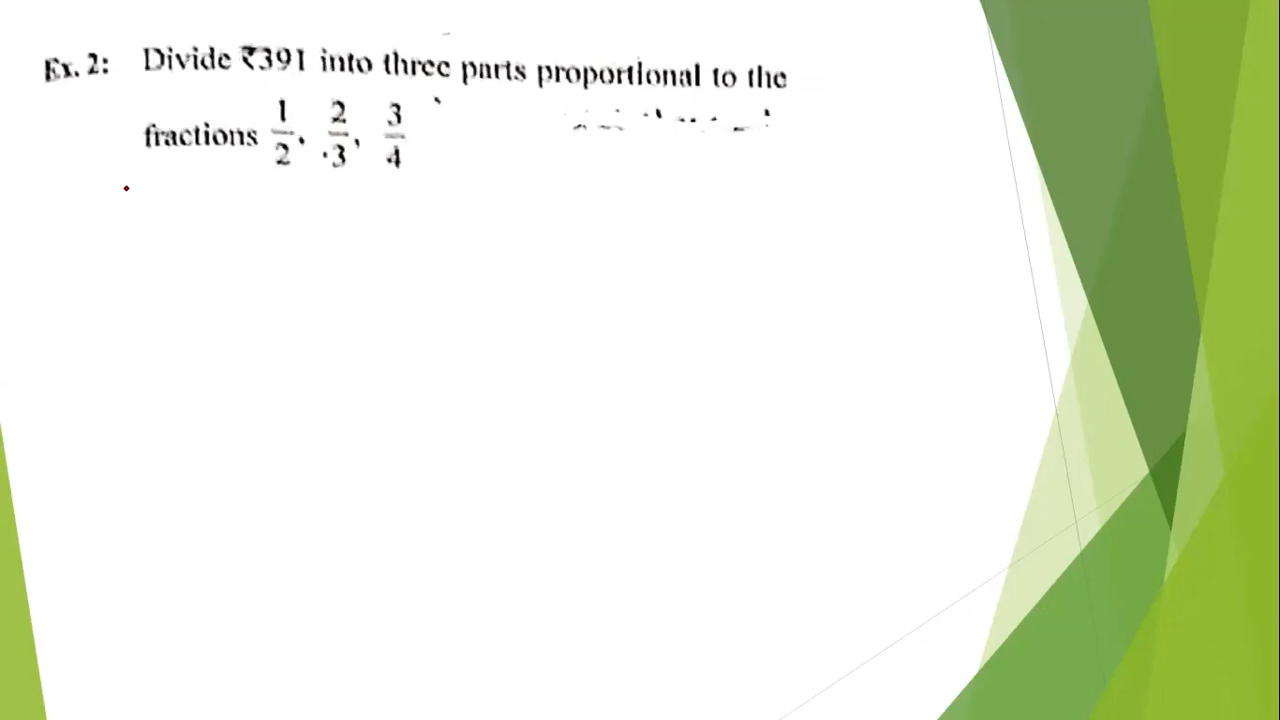 Ex. 2: Divide ₹391 into three parts proportional to the
fractions 1/2, 2/3, 3/4